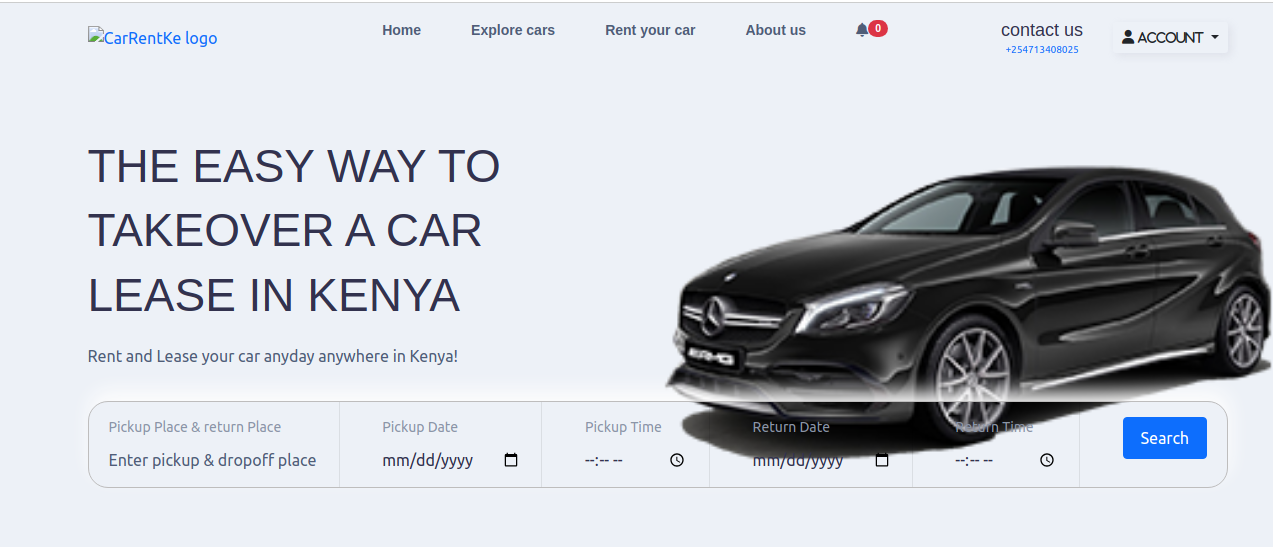 CarRentKe logo
Home Explore cars Rent your car About us 0
contact us
+254713408025
ACCOUNT
THE EASY WAY TO
TAKEOVER A CAR
LEASE IN KENYA
Rent and Lease your car anyday anywhere in Kenya!
Pickup Place & return Place Pickup Date Pickup Time Return Date Return Time
Enter pickup & dropoff place mm/dd/yyyy --:-- -- mm/dd/yyyy --:-- -- Search